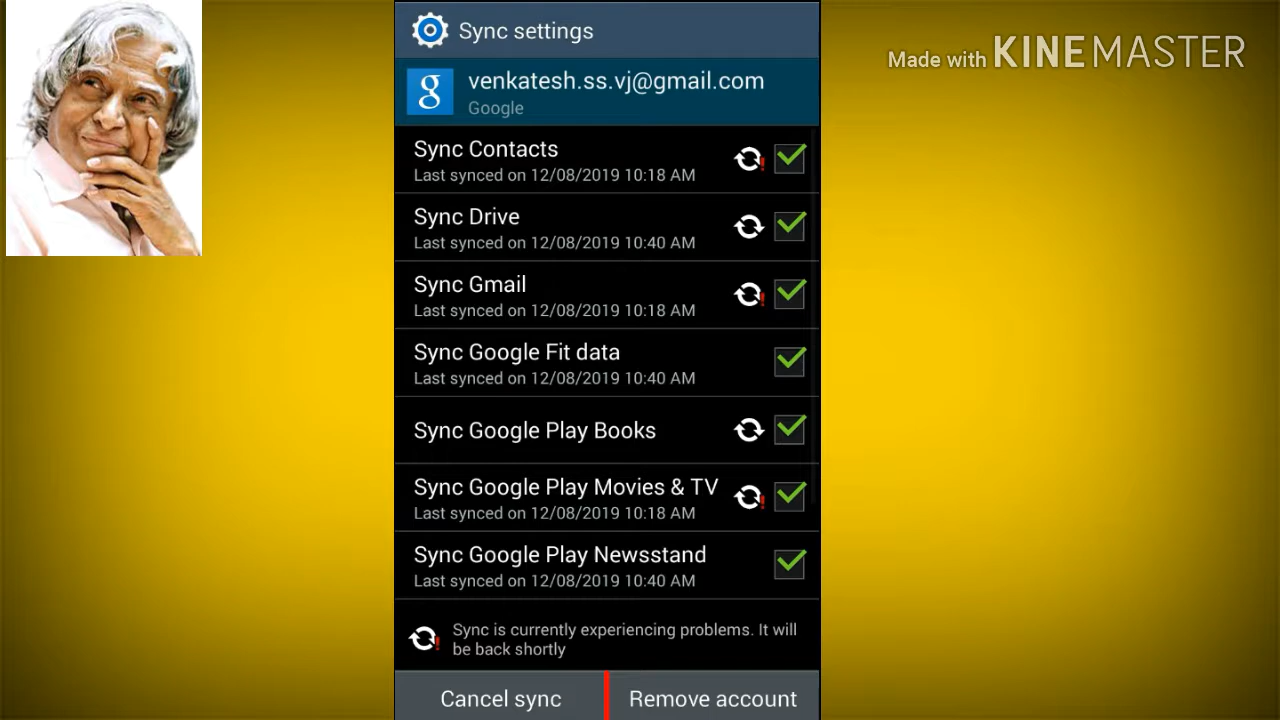 Sync settings
Made with KINEMASTER
g
venkatesh.ss.vj@gmail.com
Google
Sync Contacts
Last synced on 12/08/2019 10:18 AM
Sync Drive
Last synced on 12/08/2019 10:40 AM
Sync Gmail
Last synced on 12/08/2019 10:18 AM
Sync Google Fit data
Last synced on 12/08/2019 10:40 AM
Sync Google Play Books
Sync Google Play Movies & TV
Last synced on 12/08/2019 10:18 AM
Sync Google Play Newsstand
Last synced on 12/08/2019 10:40 AM
Sync is currently experiencing problems. It will
be back shortly
Cancel sync
Remove account